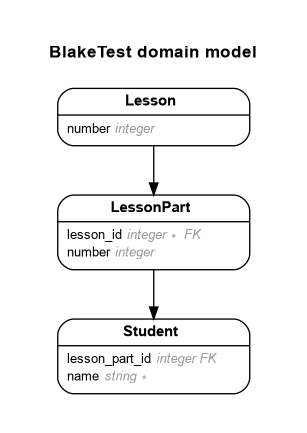 BlakeTest domain model
Lesson
number integer
LessonPart
lesson_id integer * FK
number integer
Student
lesson_part_id integer FK
name string *